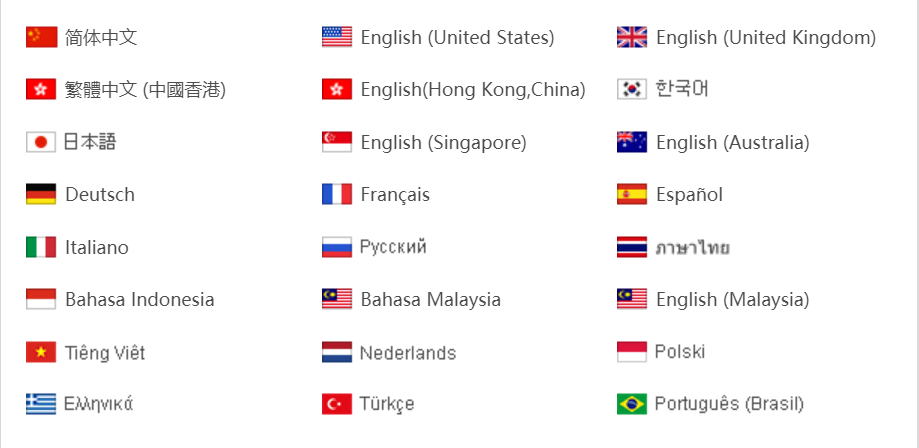 简体中文
English (United States)
English (United Kingdom)
繁體中文 (中國香港)
English(Hong Kong,China)
한국어
日本語
English (Singapore)
English (Australia)
Deutsch
Français
Español
Italiano
Русский
ภาษาไทย
Bahasa Indonesia
Bahasa Malaysia
English (Malaysia)
Tiêng Viêt
Nederlands
Polski
Ελληνικά
Türkçe
Português (Brasil)